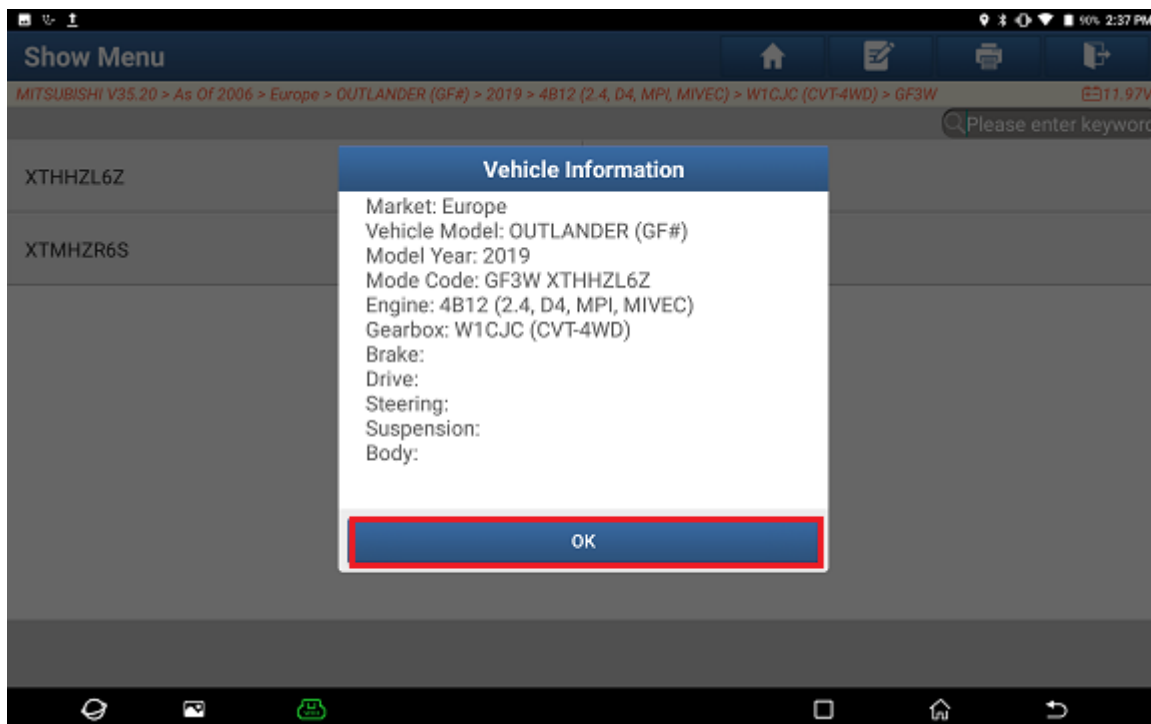 90% 2:37 PM
Show Menu
MITSUBISHI V35.20 > As Of 2006 > Europe > OUTLANDER (GF#) > 2019 > 4B12 (2.4, D4, MPI, MIVEC) > W1CJC (CVT-4WD) > GF3W
11.97V
Please enter keyword
XTHHZL6Z
XTMHZR6S
Vehicle Information
Market: Europe
Vehicle Model: OUTLANDER (GF#)
Model Year: 2019
Mode Code: GF3W XTHHZL6Z
Engine: 4B12 (2.4, D4, MPI, MIVEC)
Gearbox: W1CJC (CVT-4WD)
Brake:
Drive:
Steering:
Suspension:
Body:
OK